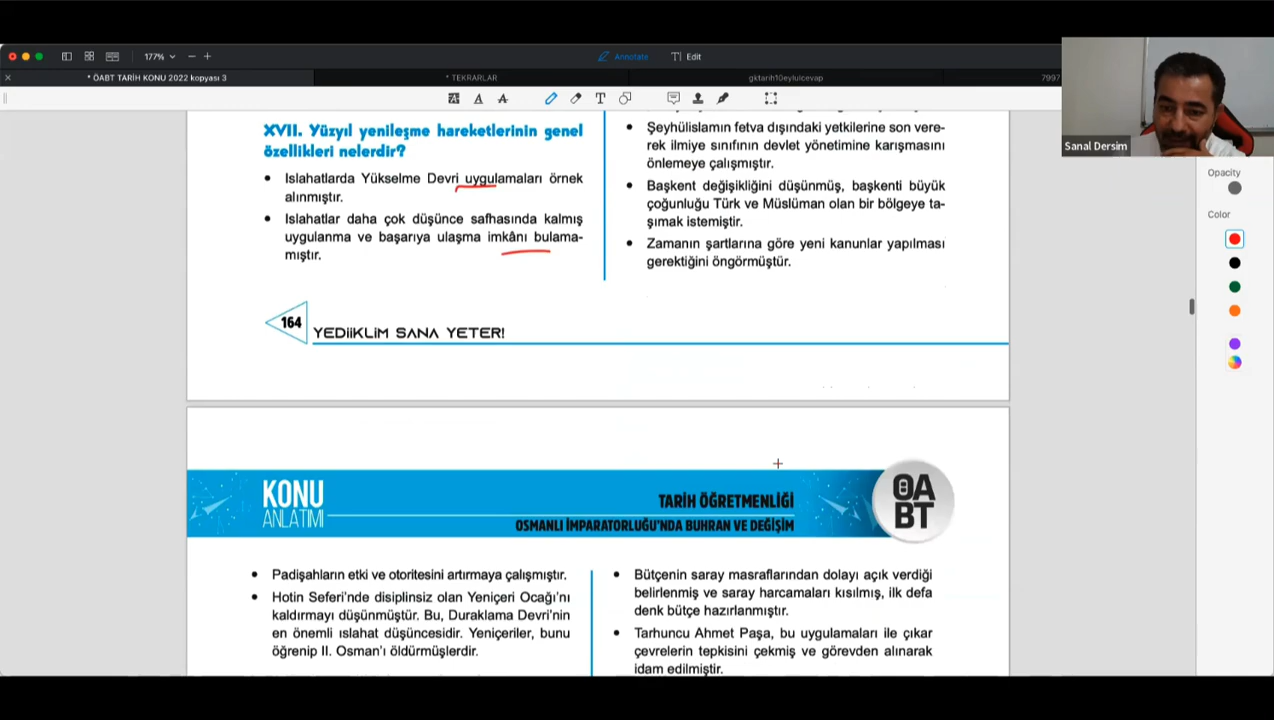 177%
Annotate
Edit
* ÖABT TARİH KONU 2022 kopyası 3
* TEKRARLAR
gktarih10eylulcevap
7997
Sanal Dersim
Opacity
Color
XVII. Yüzyıl yenileşme hareketlerinin genel
özellikleri nelerdir?
• Islahatlarda Yükselme Devri uygulamaları örnek
alınmıştır.
• Islahatlar daha çok düşünce safhasında kalmış
uygulanma ve başarıya ulaşma imkânı bulama-
mıştır.
• Şeyhülislamın fetva dışındaki yetkilerine son vere-
rek ilmiye sınıfının devlet yönetimine karışmasını
önlemeye çalışmıştır.
• Başkent değişikliğini düşünmüş, başkenti büyük
çoğunluğu Türk ve Müslüman olan bir bölgeye ta-
şımak istemiştir.
• Zamanın şartlarına göre yeni kanunlar yapılması
gerektiğini öngörmüştür.
164
YEDiiKLiM SANA YETER!
KONU
ANLATIMI
TARİH ÖĞRETMENLİĞİ
OSMANLI İMPARATORLUĞU'NDA BUHRAN VE DEĞİŞİM
ÖA
BT
• Padişahların etki ve otoritesini artırmaya çalışmıştır.
• Hotin Seferi'nde disiplinsiz olan Yeniçeri Ocağı'nı
kaldırmayı düşünmüştür. Bu, Duraklama Devri'nin
en önemli ıslahat düşüncesidir. Yeniçeriler, bunu
öğrenip II. Osman'ı öldürmüşlerdir.
• Bütçenin saray masraflarından dolayı açık verdiği
belirlenmiş ve saray harcamaları kısılmış, ilk defa
denk bütçe hazırlanmıştır.
• Tarhuncu Ahmet Paşa, bu uygulamaları ile çıkar
çevrelerin tepkisini çekmiş ve görevden alınarak
idam edilmiştir.